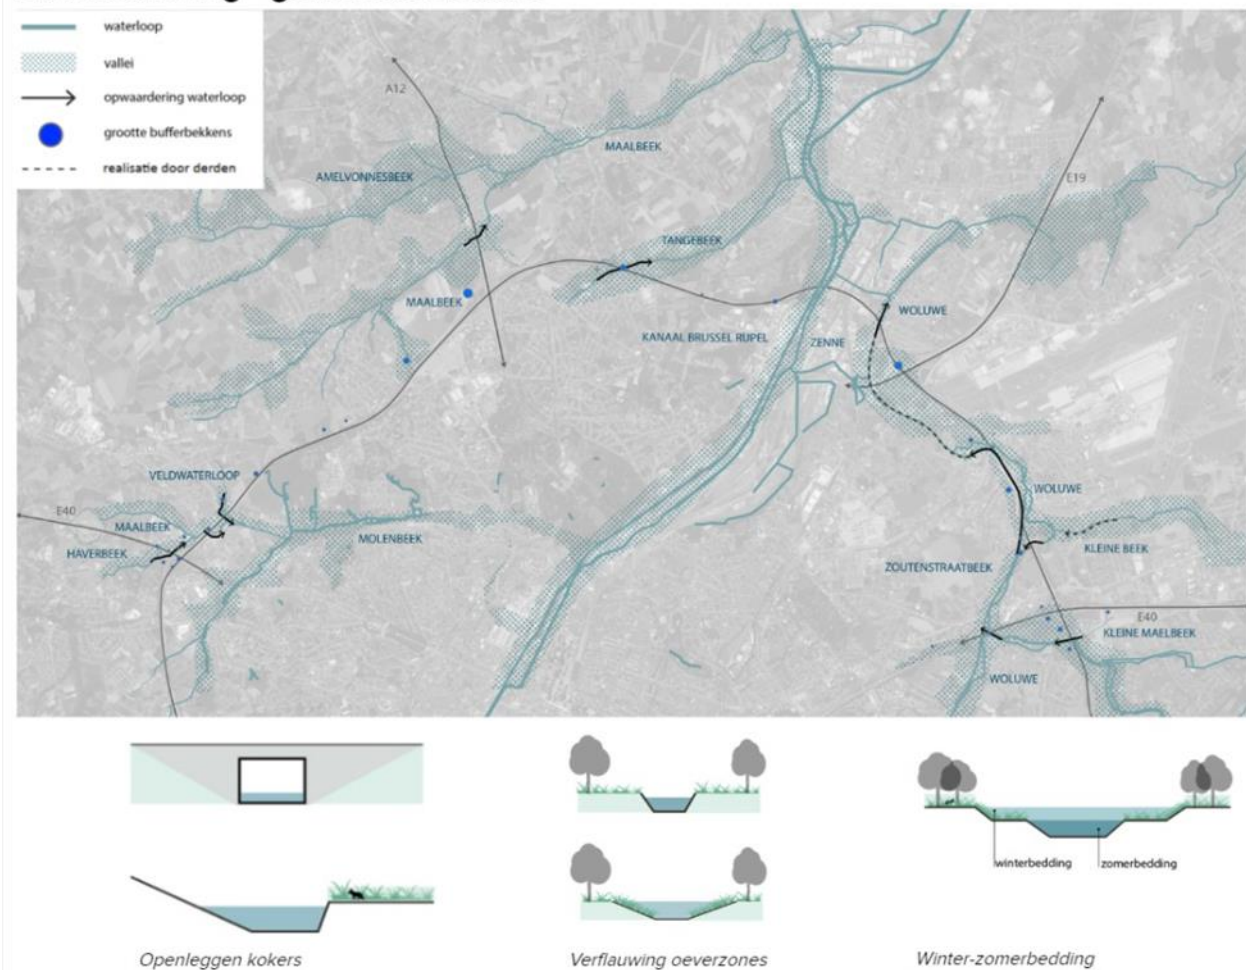 waterloop
vallei
opwaardering waterloop
grootte bufferbekkens
realisatie door derden
A12
MAALBEEK
AMELVONNESBEEK
E19
TANGEBEEK
MAALBEEK
WOLUWE
KANAAL BRUSSEL RUPEL
ZENNE
VELDWATERLOOP
WOLUWE
E40
MAALBEEK
MOLENBEEK
HAVERBEEK
KLEINE BEEK
ZOUTENSTRAATBEEK
E40
KLEINE MAELBEEK
WOLUWE
winterbedding
zomerbedding
Openleggen kokers
Verflauwing oeverzones
Winter-zomerbedding